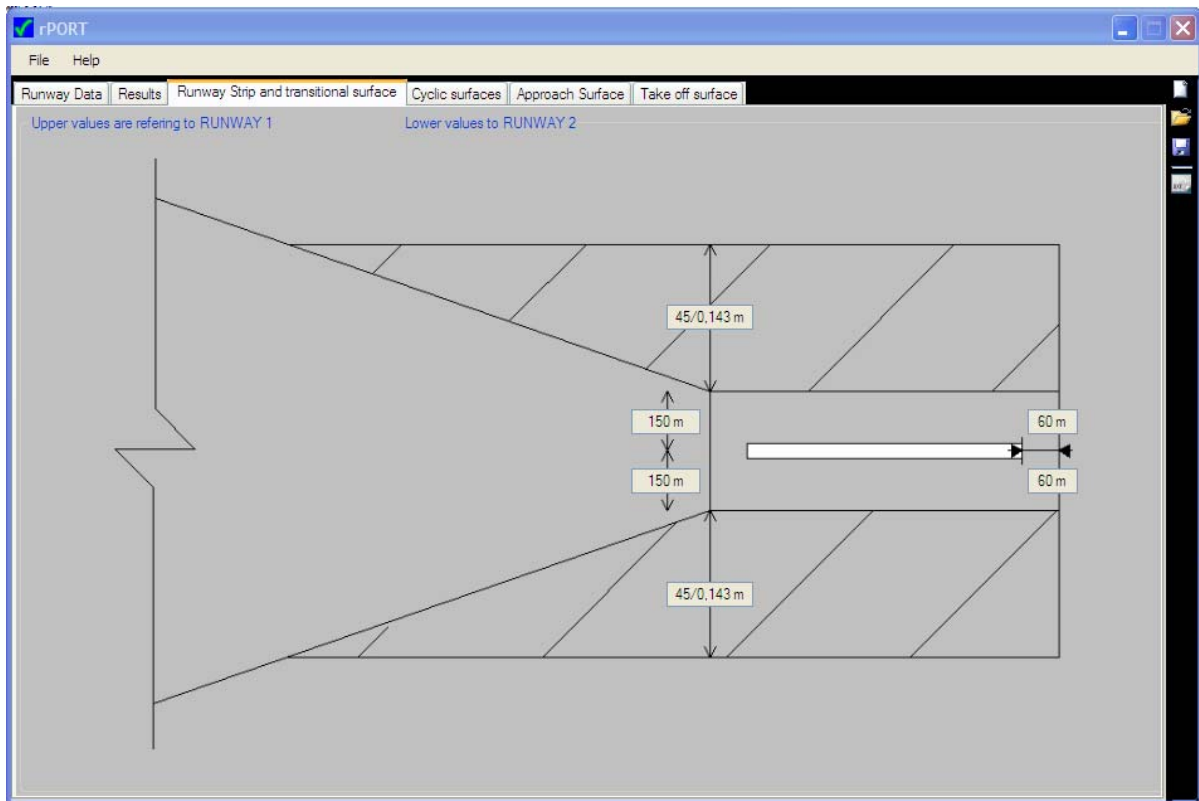 rPORT
File Help
Runway Data Results Runway Strip and transitional surface Cyclic surfaces Approach Surface Take off surface
Upper values are refering to RUNWAY 1 Lower values to RUNWAY 2
45/0,143 m
150 m 60 m
150 m 60 m
45/0,143 m